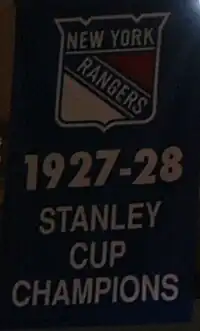 NEW YORK
RANGERS
1927-28
STANLEY
CUP
CHAMPIONS